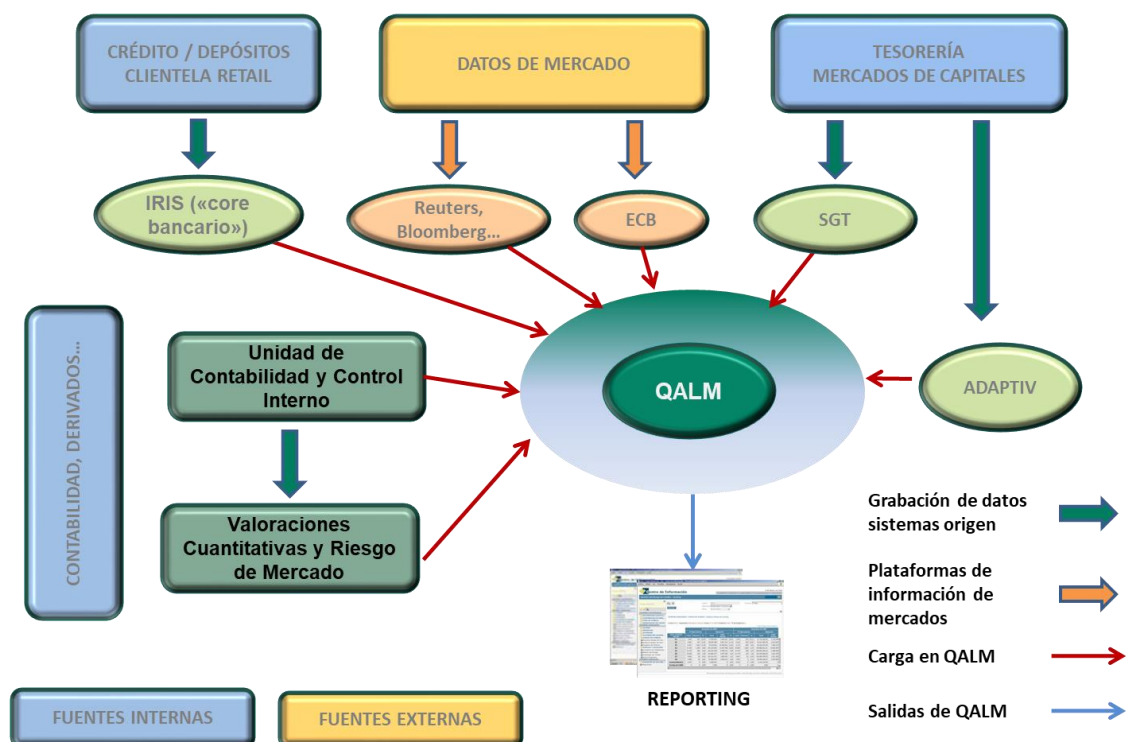 CRÉDITO / DEPÓSITOS
CLIENTELA RETAIL
DATOS DE MERCADO
TESORERÍA
MERCADOS DE CAPITALES
IRIS («core
bancario»)
Reuters,
Bloomberg...
ECB
SGT
CONTABILIDAD, DERIVADOS...
Unidad de
Contabilidad y Control
Interno
QALM
ADAPTIV
Valoraciones
Cuantitativas y Riesgo
de Mercado
Grabación de datos
sistemas origen
Plataformas de
información de
mercados
Carga en QALM
Salidas de QALM
REPORTING
FUENTES INTERNAS
FUENTES EXTERNAS